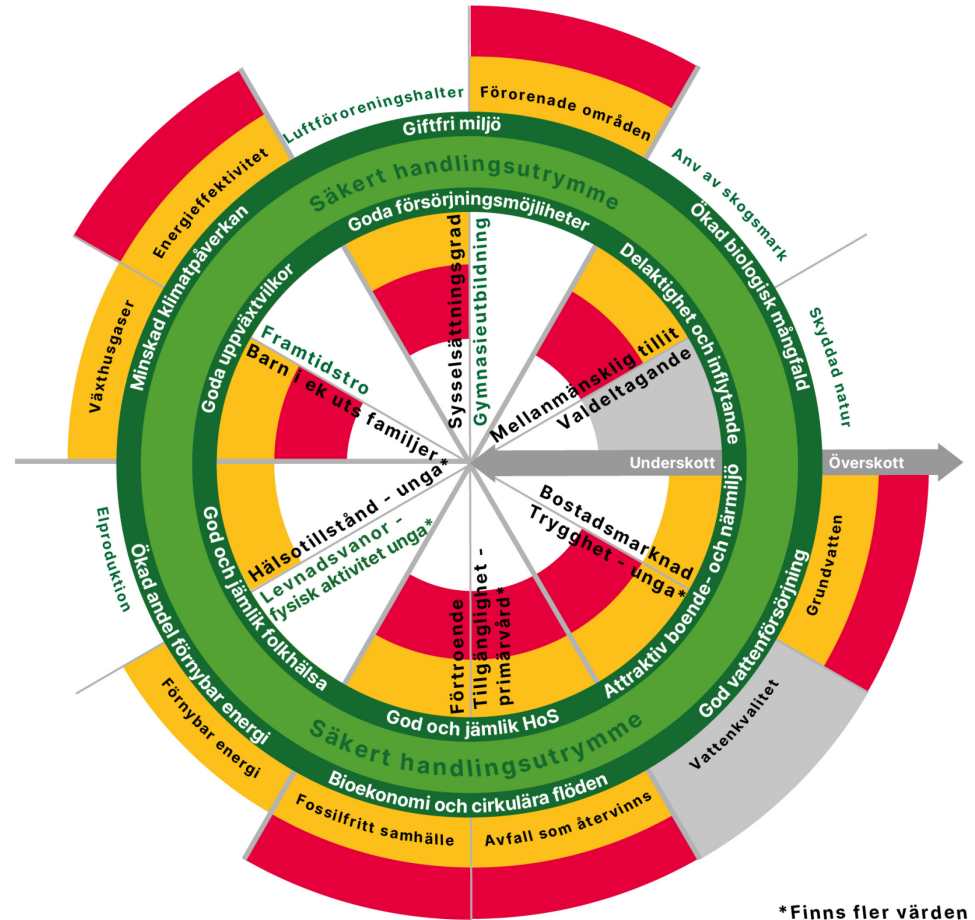 Luftföroreningshalter
Förorenade områden
Giftfri miljö
Säkert handlingsutrymme
Goda försörjningsmöjliheter
Energieffektivitet
Växthusgaser
Minskad klimatpåverkan
Anv av skogsmark
Skyddad natur
Ökad biologisk mångfald
Goda uppväxtvilkor
Framtidstro
Barn i ek uts familjer*
Sysselsättningsgrad
Gymnasieutbildning
Delaktighet och inflytande
Mellanmänsklig tillit
Valdeltagande
Underskott
Överskott
Elproduktion
Ökad andel förnybar energi
Förnybar energi
God och jämlik folkhälsa
Hälsotillstånd - unga*
Levnadsvanor -
fysisk aktivitet unga*
Förtroende
Tillgänglighet -
primärvård*
God och jämlik HoS
Bostadsmarknad
Trygghet - unga*
Attraktiv boende- och närmiljö
God vattenförsörjning
Grundvatten
Vattenkvalitet
Säkert handlingsutrymme
Bioekonomi och cirkulära flöden
Fossilfritt samhälle
Avfall som återvinns
*Finns fler värden